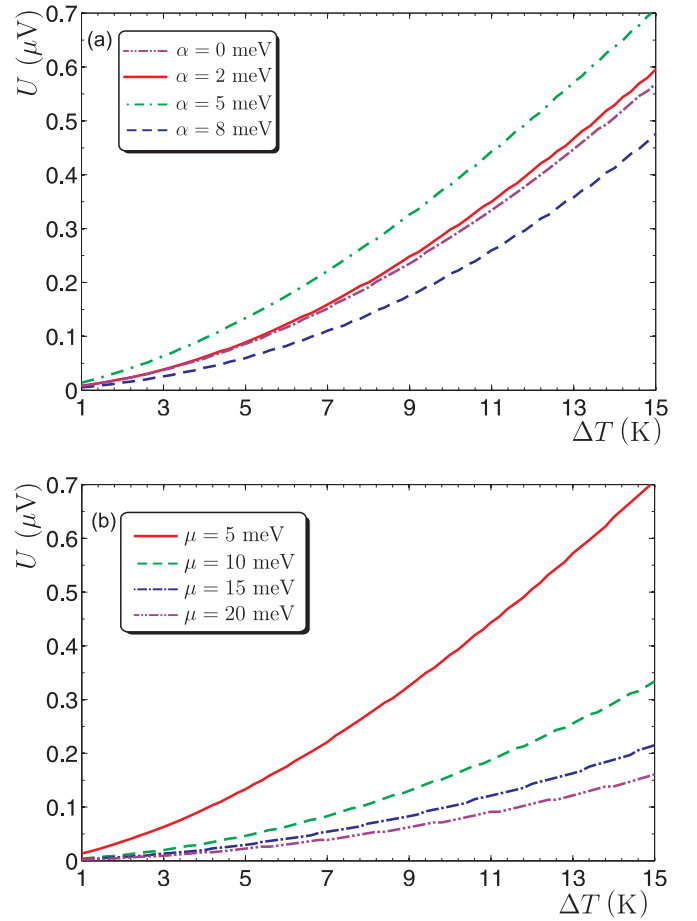 (a)
α = 0 meV
α = 2 meV
α = 5 meV
α = 8 meV
U (μV)
0.7
0.6
0.5
0.4
0.3
0.2
0.1
0
1 3 5 7 9 11 13 15
ΔT (K)
(b)
μ = 5 meV
μ = 10 meV
μ = 15 meV
μ = 20 meV
U (μV)
0.7
0.6
0.5
0.4
0.3
0.2
0.1
0
1 3 5 7 9 11 13 15
ΔT (K)